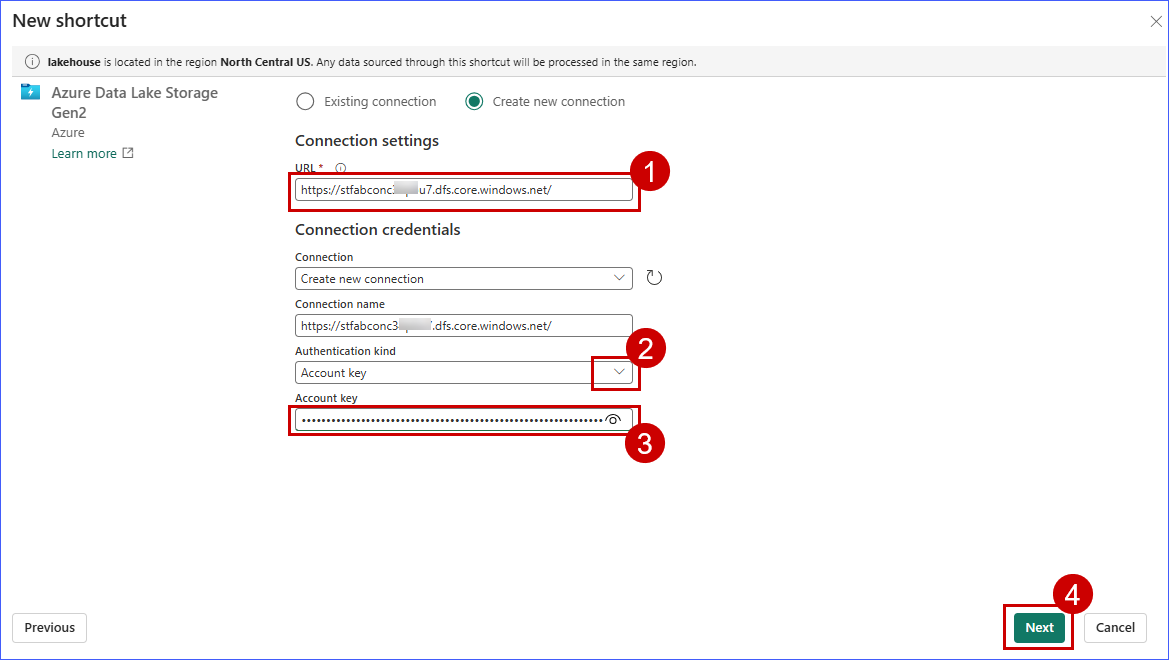 New shortcut
lakehouse is located in the region North Central US. Any data sourced through this shortcut will be processed in the same region.
Azure Data Lake Storage
Gen2
Azure
Learn more
Existing connection
Create new connection
Connection settings
URL *
1
https://stfabconc u7.dfs.core.windows.net/
Connection credentials
Connection
Create new connection
Connection name
https://stfabconc3 .dfs.core.windows.net/
2
Authentication kind
Account key
Account key
3
4
Previous
Next
Cancel